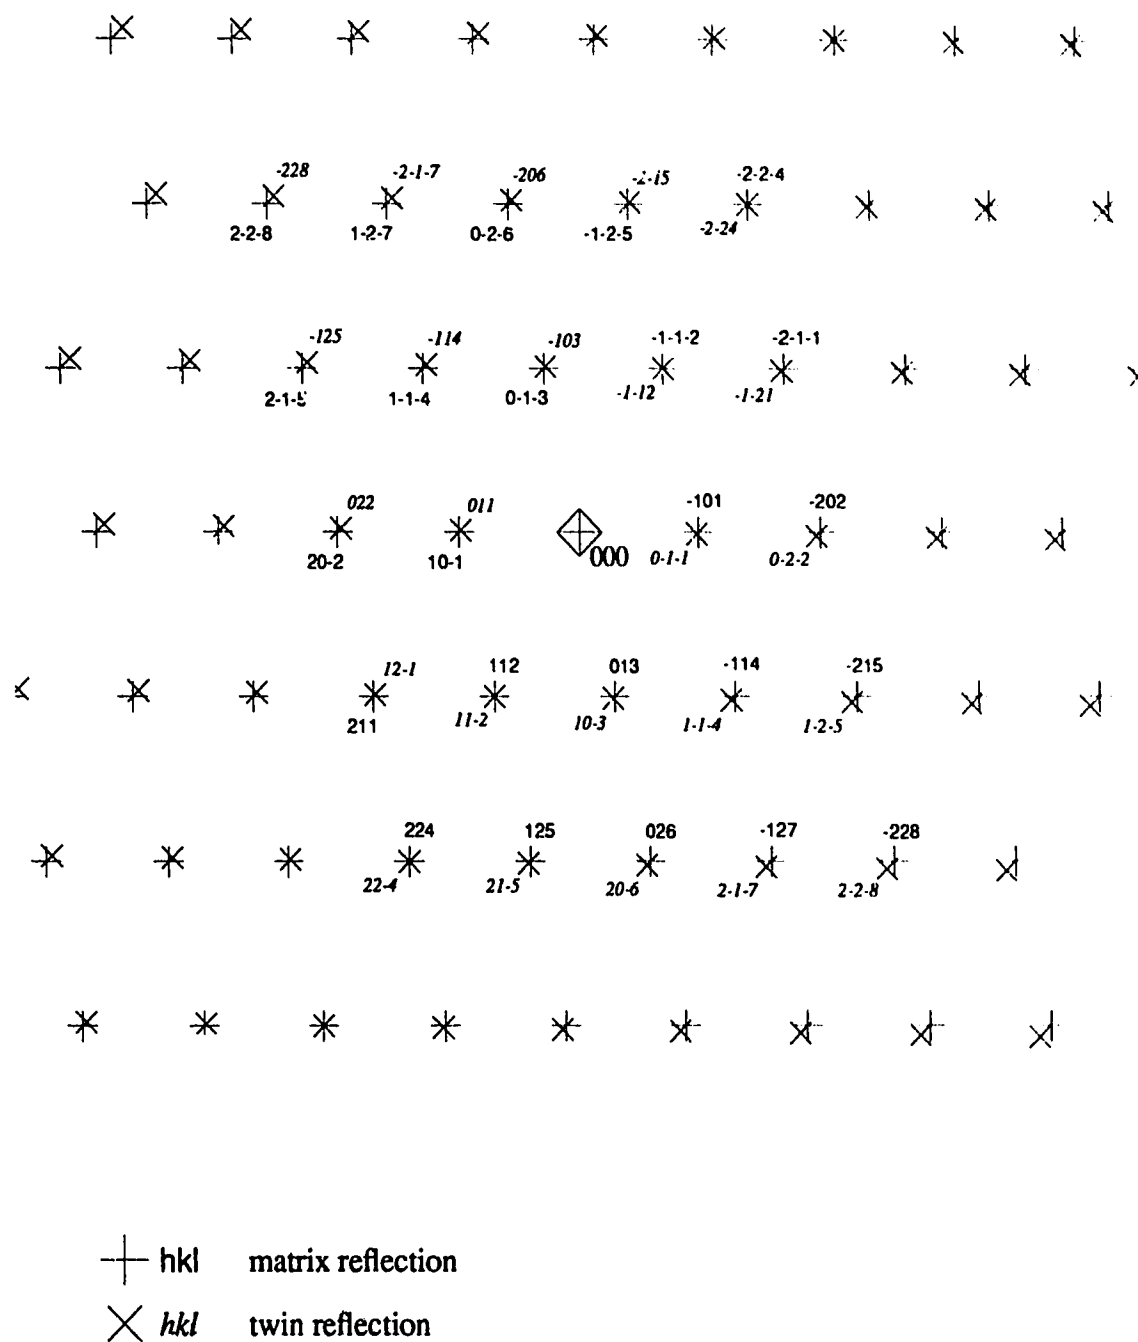 -228 -2-1-7 -206 -2-15 -2-2-4
2-2-8 1-2-7 0-2-6 -1-2-5 -2-24
-125 -114 -103 -1-1-2 -2-1-1
2-1-5 1-1-4 0-1-3 -1-12 -1-21
022 011 -101 -202
20-2 10-1 000 0-1-1 0-2-2
12-1 112 013 -114 -215
211 11-2 10-3 1-1-4 1-2-5
224 125 026 -127 -228
22-4 21-5 20-6 2-1-7 2-2-8
hkl matrix reflection
hkl twin reflection